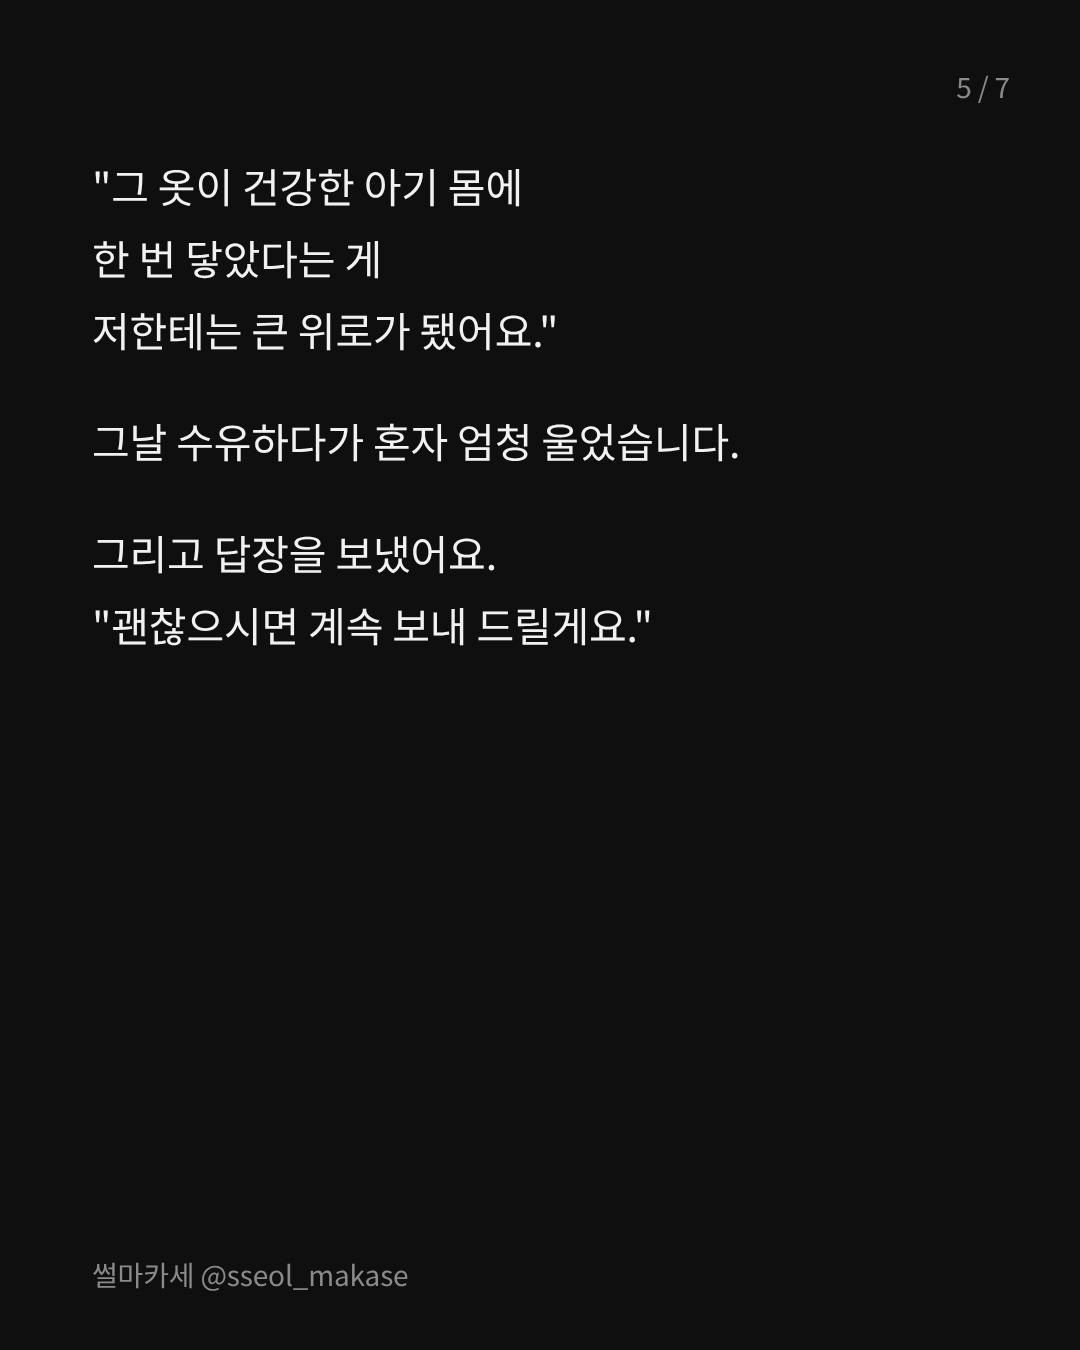 5 / 7
"그 옷이 건강한 아기 몸에
한 번 닿았다는 게
저한테는 큰 위로가 됐어요."
그날 수유하다가 혼자 엄청 울었습니다.
그리고 답장을 보냈어요.
"괜찮으시면 계속 보내 드릴게요."
썰마카세 @sseol_makase